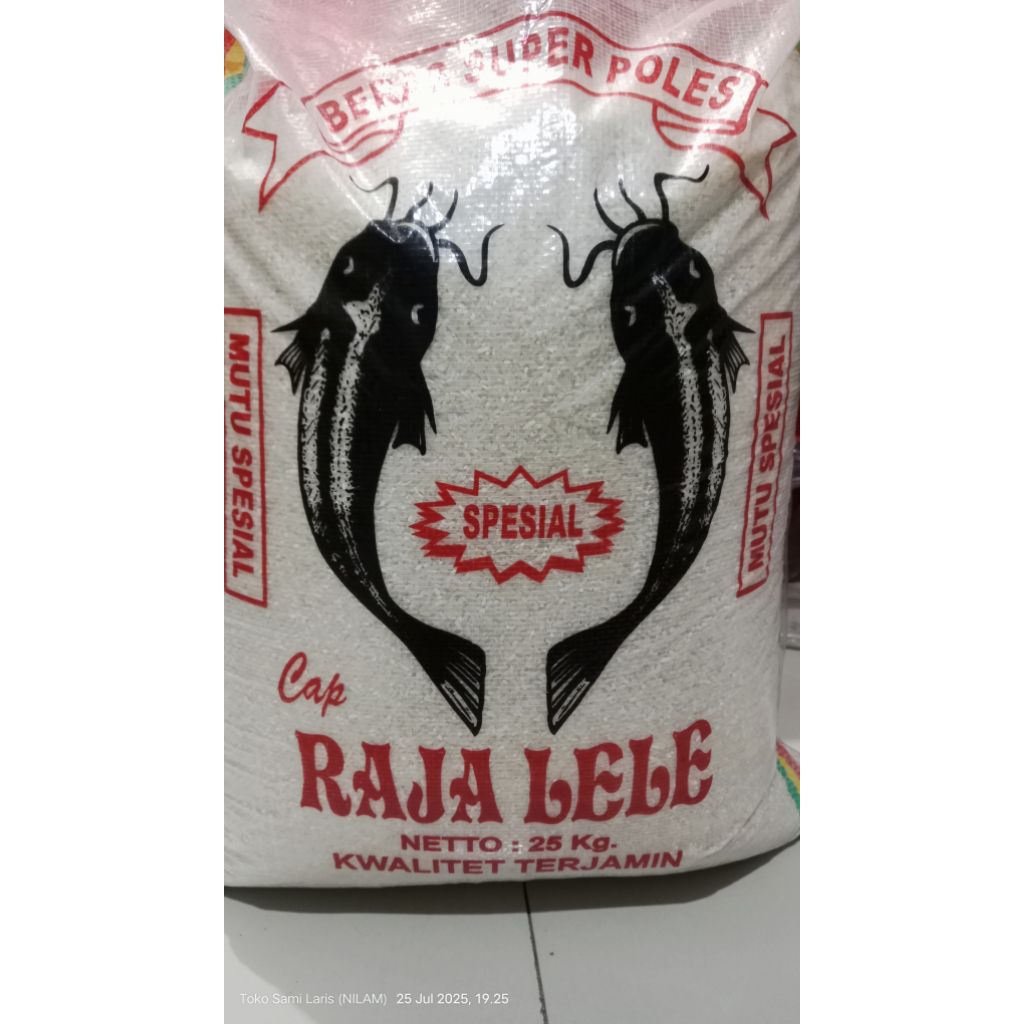 BERAS SUPER POLES
MUTU SPESIAL
SPESIAL
MUTU SPESIAL
Cap
RAJA LELE
NETTO : 25 Kg.
KWALITET TERJAMIN
Toko Sami Laris (NILAM) 25 Jul 2025, 19.25